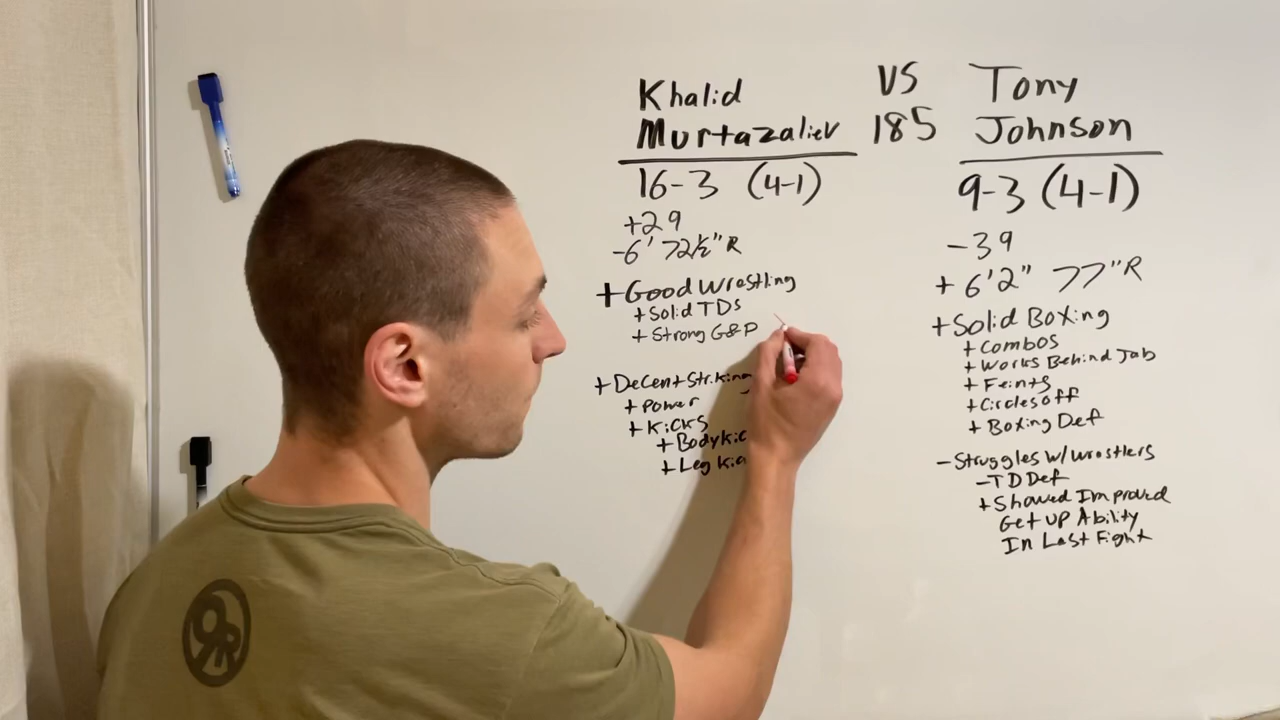 Khalid
Murtazaliev
16-3 (4-1)
+29
-6' 72½" R
+Good Wrestling
+Solid TDs
+Strong G&P
+Decent Striking
+Power
+Kicks
+Body
+Leg
VS
185
Tony
Johnson
9-3 (4-1)
-39
+ 6'2" 77" R
+Solid Boxing
+Combos
+Works Behind Jab
+Feints
+Circles off
+Boxing Def
-Struggles w/ Wrestlers
-TD Def
+Showed Improved
Get up Ability
In Last Fight